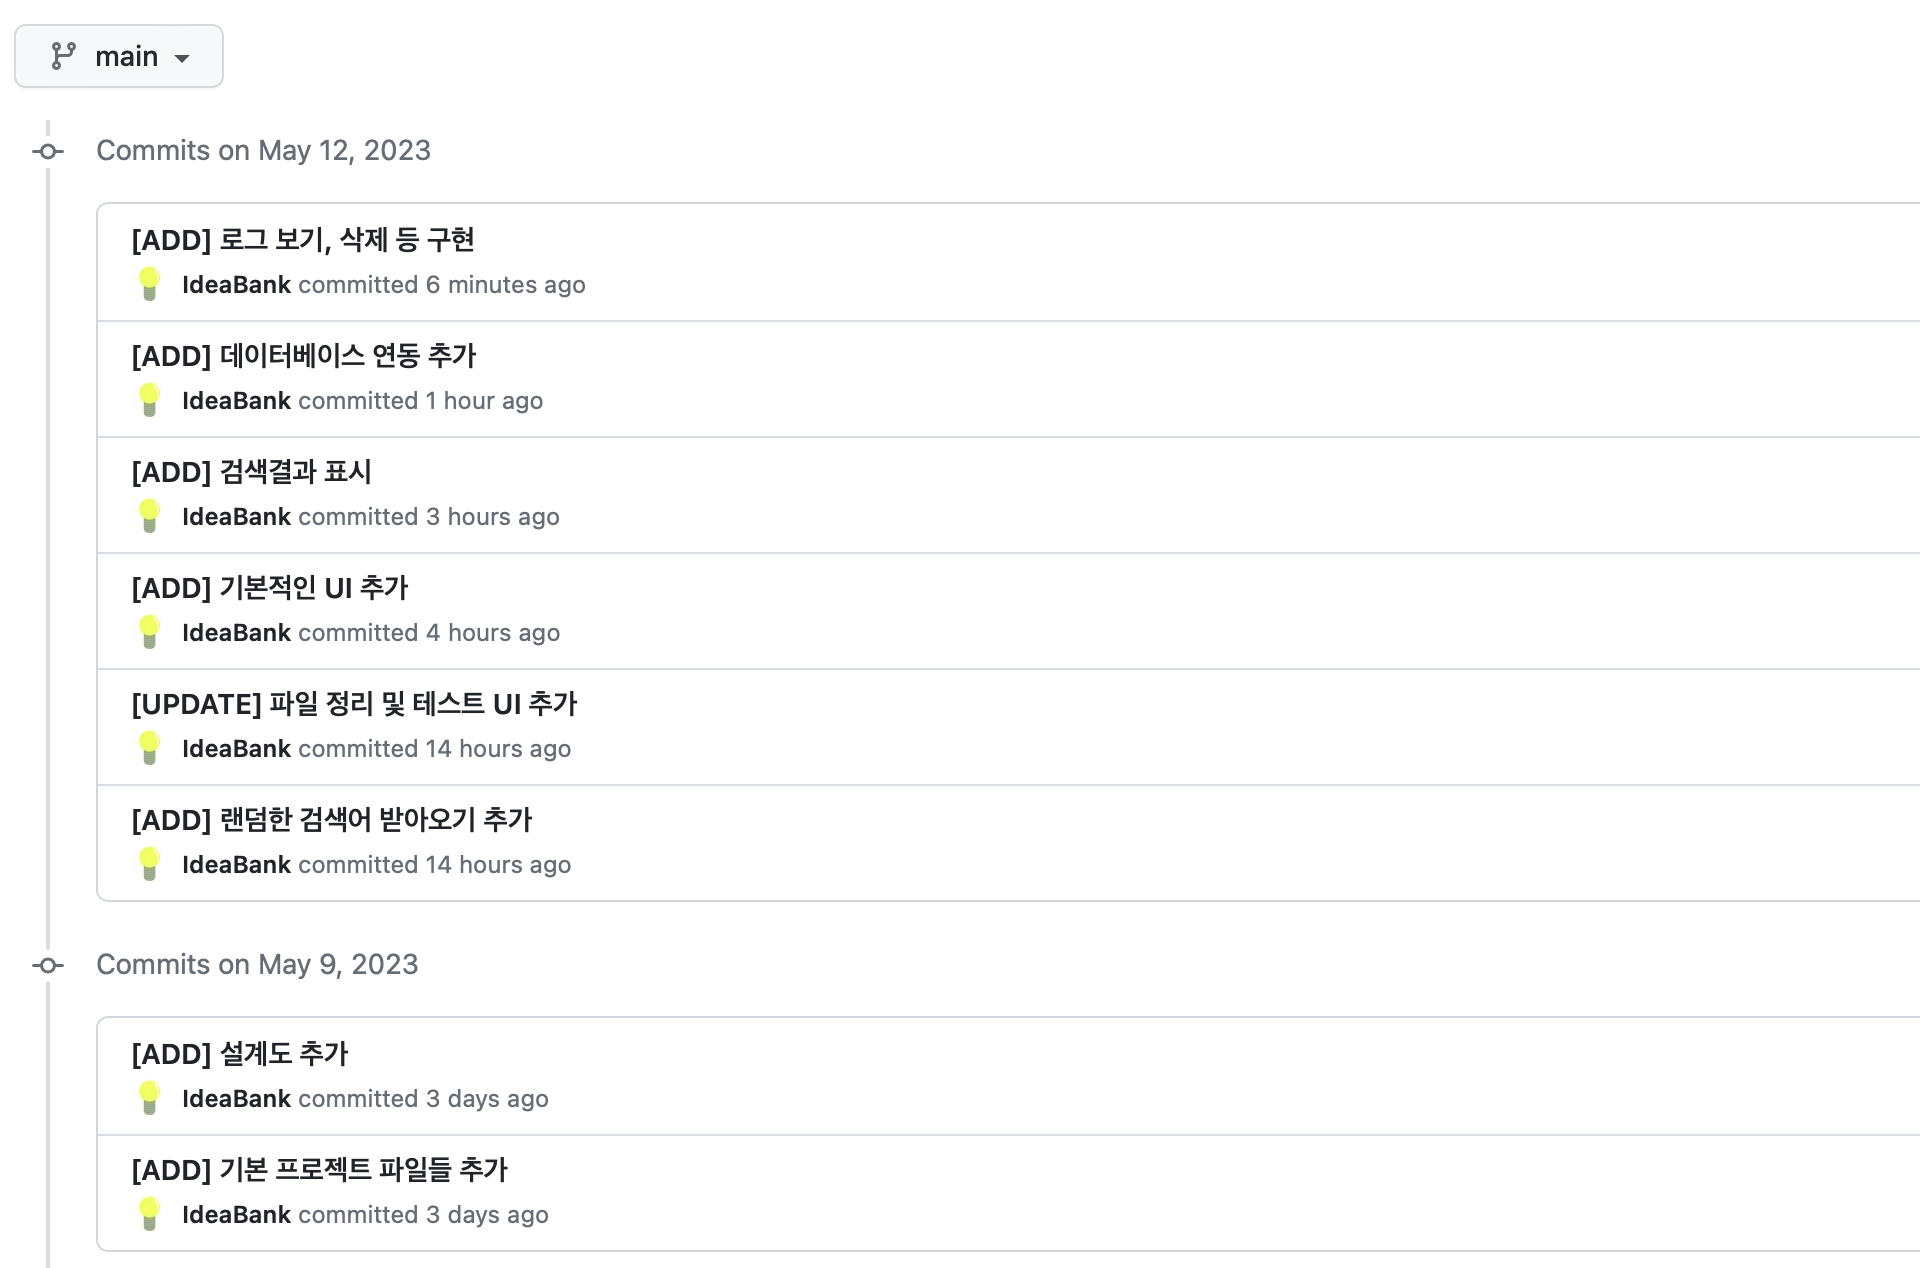 main
Commits on May 12, 2023
[ADD] 로그 보기, 삭제 등 구현
IdeaBank committed 6 minutes ago
[ADD] 데이터베이스 연동 추가
IdeaBank committed 1 hour ago
[ADD] 검색결과 표시
IdeaBank committed 3 hours ago
[ADD] 기본적인 UI 추가
IdeaBank committed 4 hours ago
[UPDATE] 파일 정리 및 테스트 UI 추가
IdeaBank committed 14 hours ago
[ADD] 랜덤한 검색어 받아오기 추가
IdeaBank committed 14 hours ago
Commits on May 9, 2023
[ADD] 설계도 추가
IdeaBank committed 3 days ago
[ADD] 기본 프로젝트 파일들 추가
IdeaBank committed 3 days ago